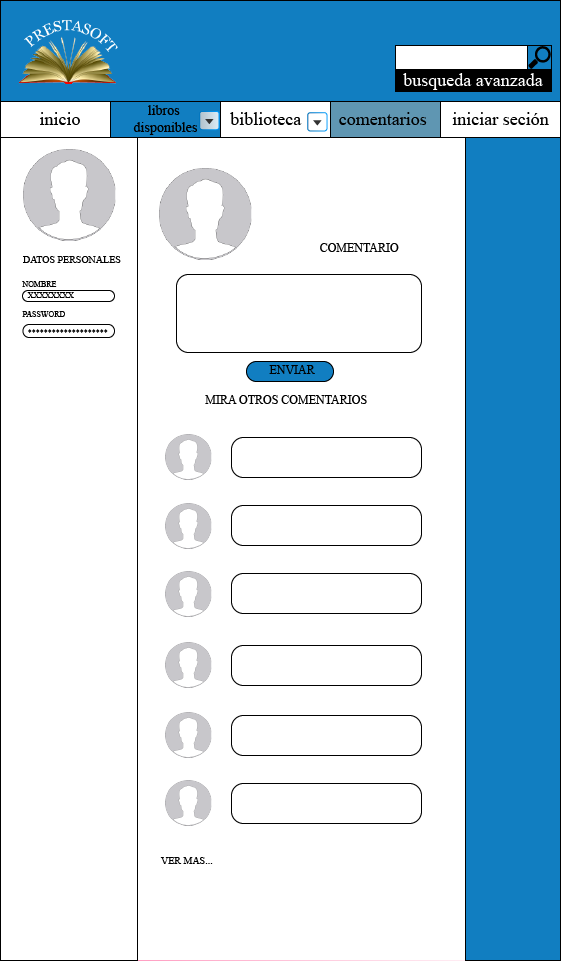 PRESTASOFT
busqueda avanzada
inicio
libros
disponibles
biblioteca
comentarios
iniciar seción
DATOS PERSONALES
NOMBRE
XXXXXXXX
PASSWORD
COMENTARIO
ENVIAR
MIRA OTROS COMENTARIOS
VER MAS...